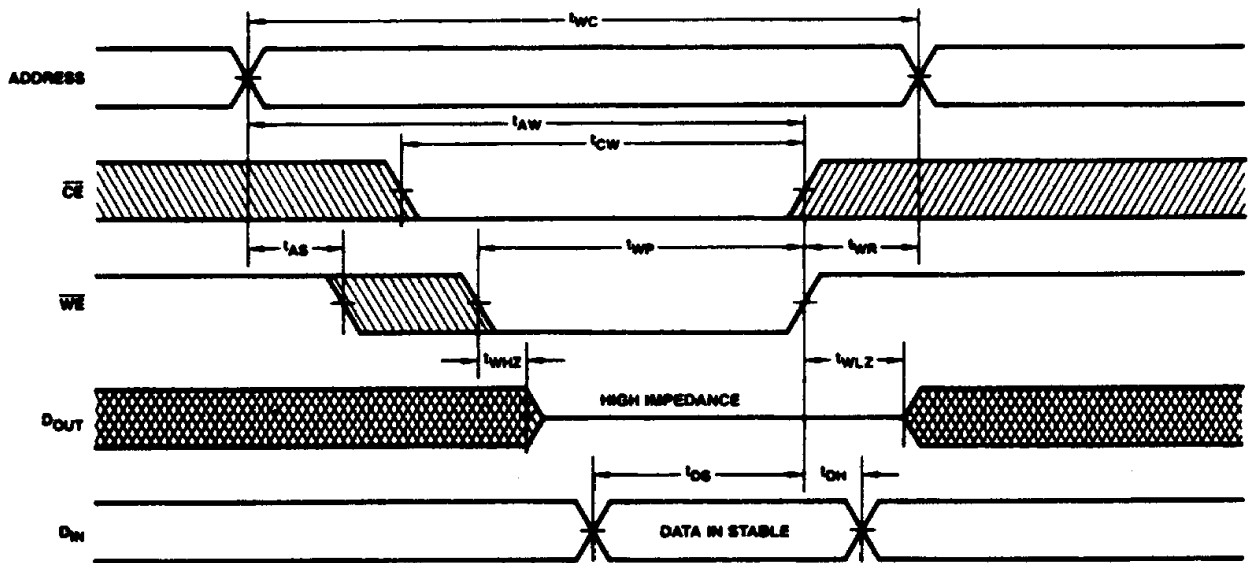 tWC
ADDRESS
tAW
tCW
CE
tAS
tWP
tWR
WE
tWHZ
tWLZ
DOUT
HIGH IMPEDANCE
tDS
tDH
DIN
DATA IN STABLE